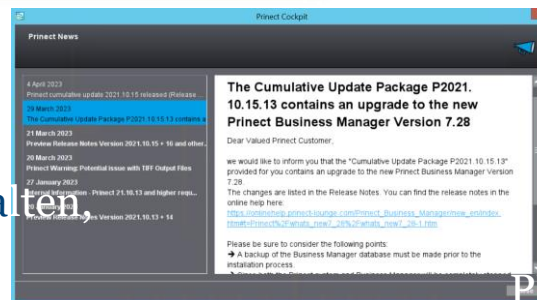 Prinect Cockpit
Prinect News
4 April 2023
Prinect cumulative update 2021.10.15 released (Release ...
29 March 2023
The Cumulative Update Package P2021.10.15.13 contains a
21 March 2023
Preview Release Notes Version 2021.10.15 + 16 and other..
20 March 2023
Prinect Warning: Potential issue with TIFF Output Files
27 January 2023
Internal Information - Prinect 21.10.13 and higher requ...
January 2023
Preview Release Notes Version 2021.10.13 + 14
alten,
The Cumulative Update Package P2021.
10.15.13 contains an upgrade to the new
Prinect Business Manager Version 7.28
Dear Valued Prinect Customer,
we would like to inform you that the "Cumulative Update Package P2021.10.15.13"
provided for you contains an upgrade to the new Prinect Business Manager Version
7.28.
The changes are listed in the Release Notes. You can find the release notes in the
online help here:
https://onlinehelp.prinect-lounge.com/Prinect_Business_Manager/new_en/index.
htm#t=Prinect%2Fwhats_new7_28%2Fwhats_new7_28-1.htm
Please be sure to consider the following points:
➔ A backup of the Business Manager database must be made prior to the
installation process.
P